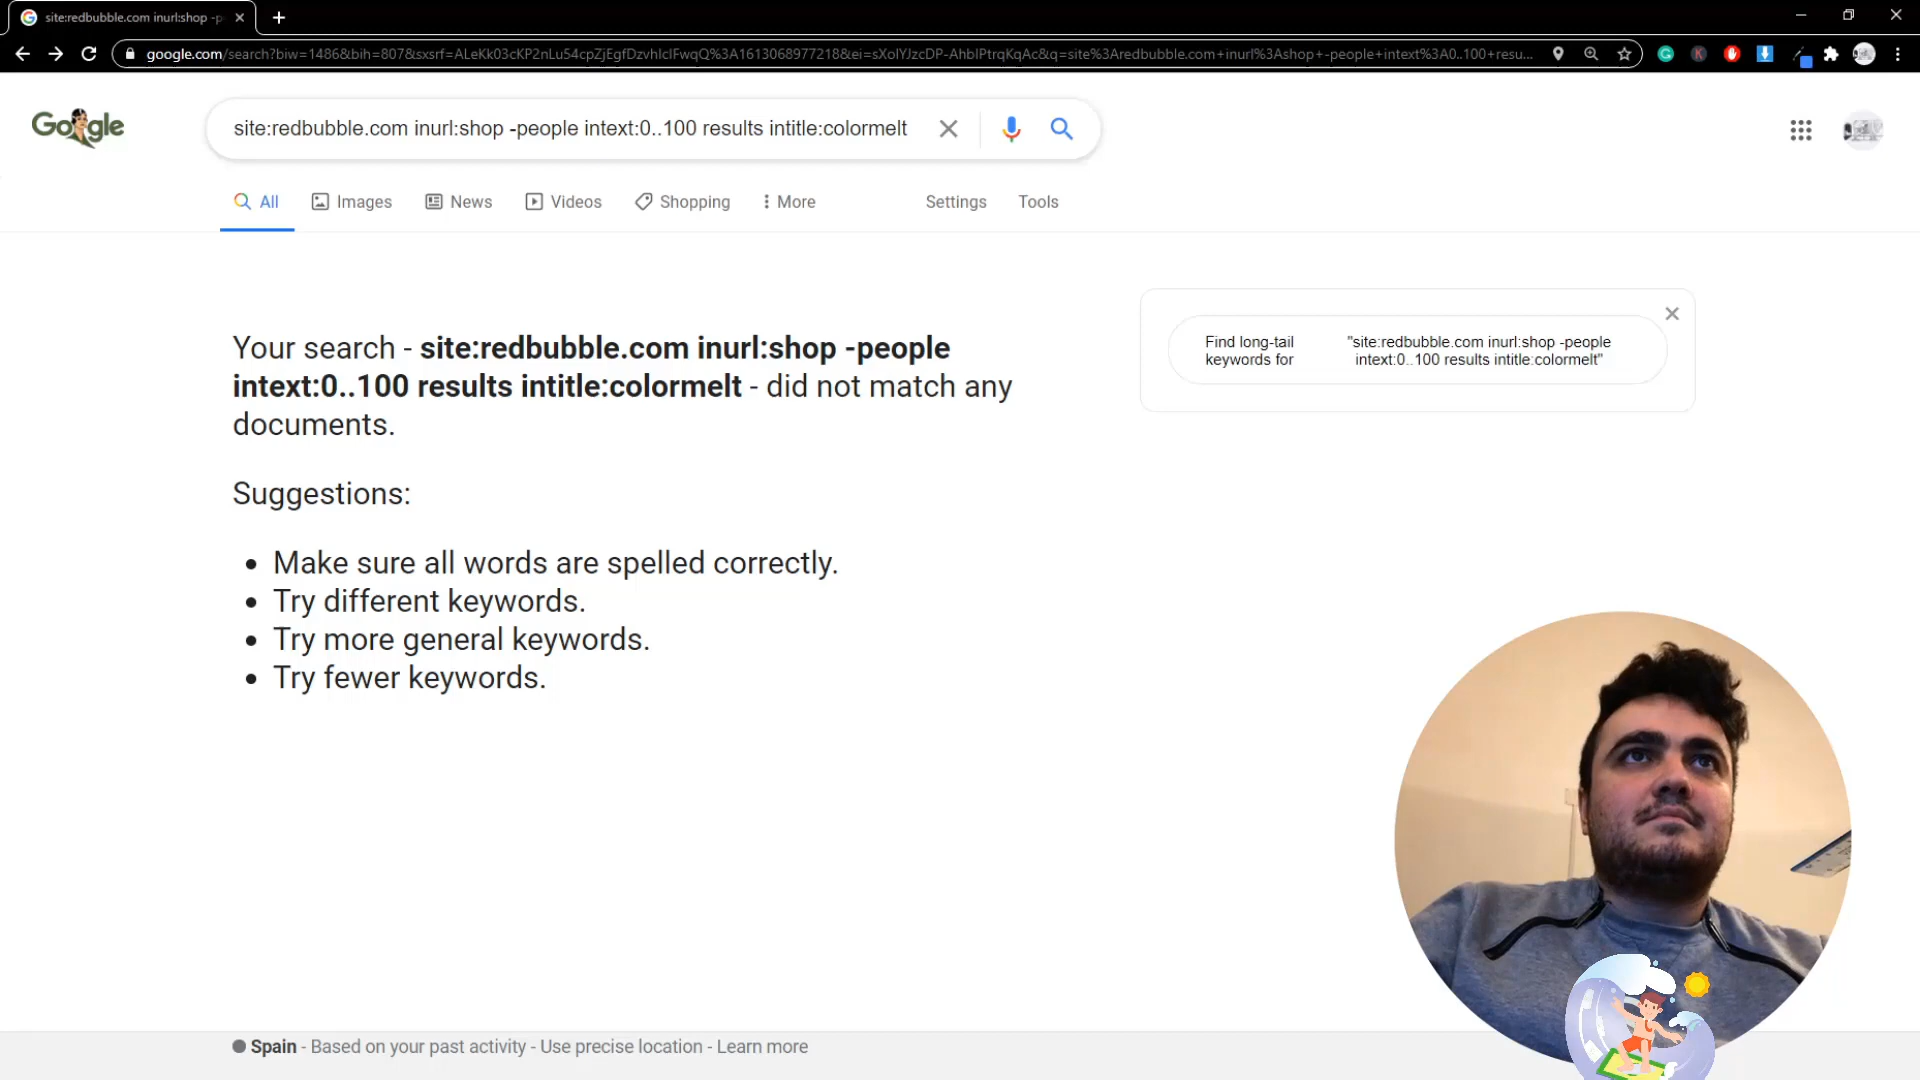 site:redbubble.com inurl:shop -p
google.com/search?biw=1486&bih=807&sxsrf=ALeKk03cKP2nLu54cpZjEgfDzvhIcIFwqQ%3A1613068977218&ei=sXoIYJzcDP-AhbIPtrqKqAc&q=site%3Aredbubble.com+inurl%3Ashop+-people+intext%3A0..100+resu...
Google
site:redbubble.com inurl:shop -people intext:0..100 results intitle:colormelt
All Images News Videos Shopping More Settings Tools
Your search - site:redbubble.com inurl:shop -people
intext:0..100 results intitle:colormelt - did not match any
documents.
Find long-tail "site:redbubble.com inurl:shop -people
keywords for intext:0..100 results intitle:colormelt"
Suggestions:
Make sure all words are spelled correctly.
Try different keywords.
Try more general keywords.
Try fewer keywords.
Spain - Based on your past activity - Use precise location - Learn more